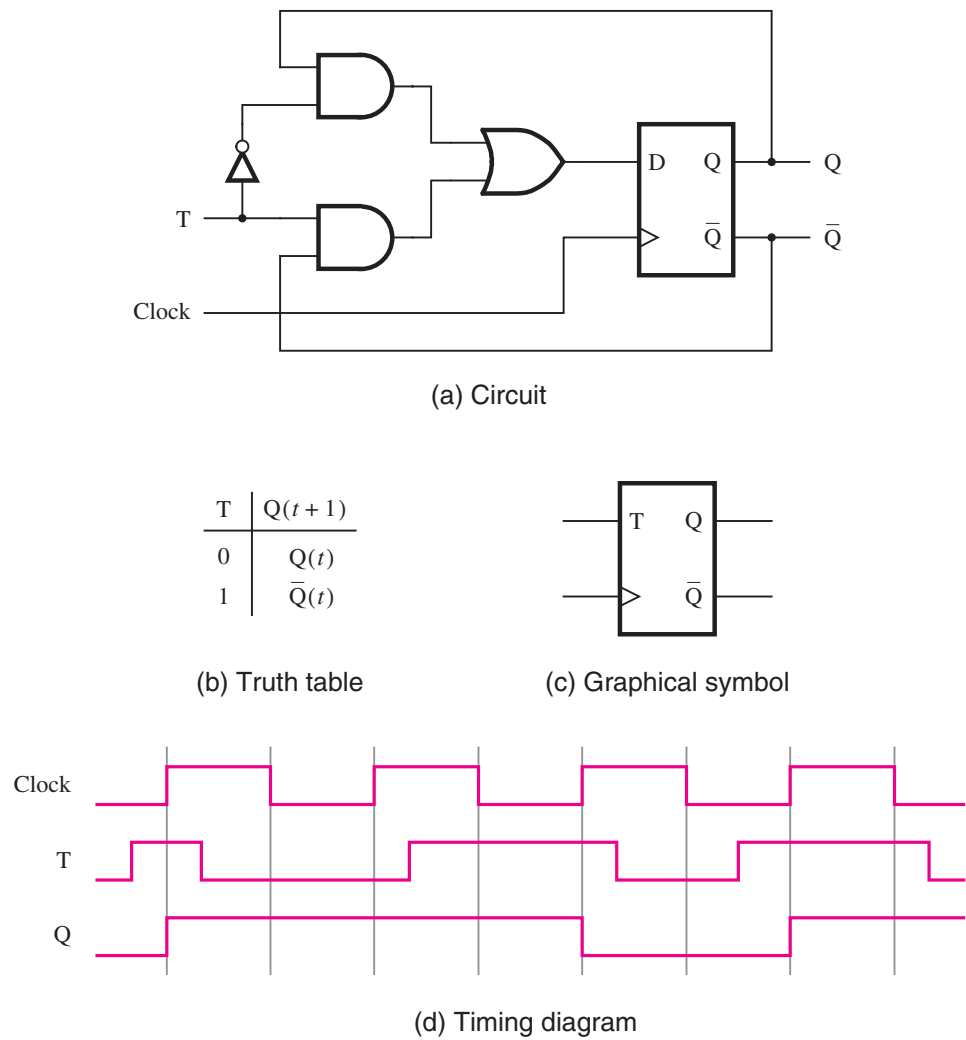 T
Clock
D Q
Q̄
Q
Q̄
(a) Circuit
T Q(t + 1)
0 Q(t)
1 Q̄(t)
(b) Truth table
T Q
Q̄
(c) Graphical symbol
Clock
T
Q
(d) Timing diagram